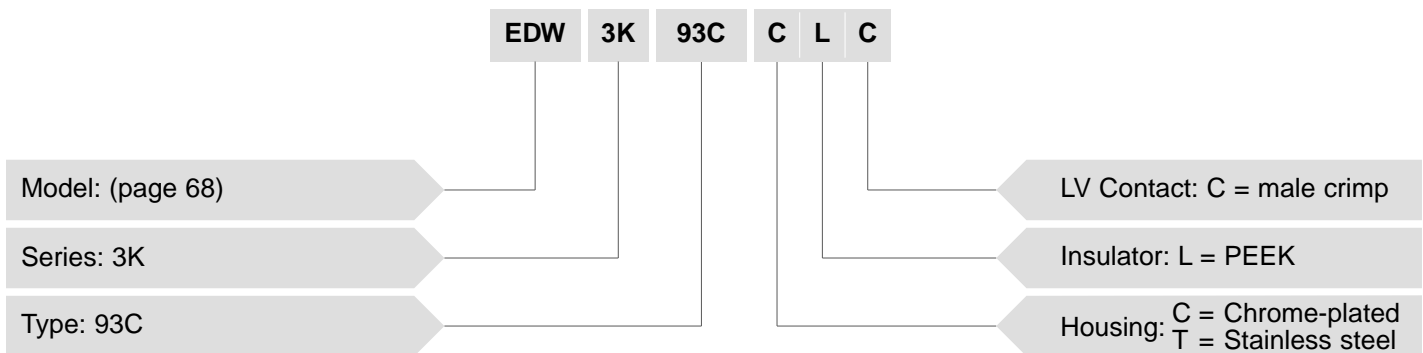 EDW 3K 93C C L C
Model: (page 68)
LV Contact: C = male crimp
Series: 3K
Insulator: L = PEEK
Type: 93C
Housing: C = Chrome-plated
T = Stainless steel